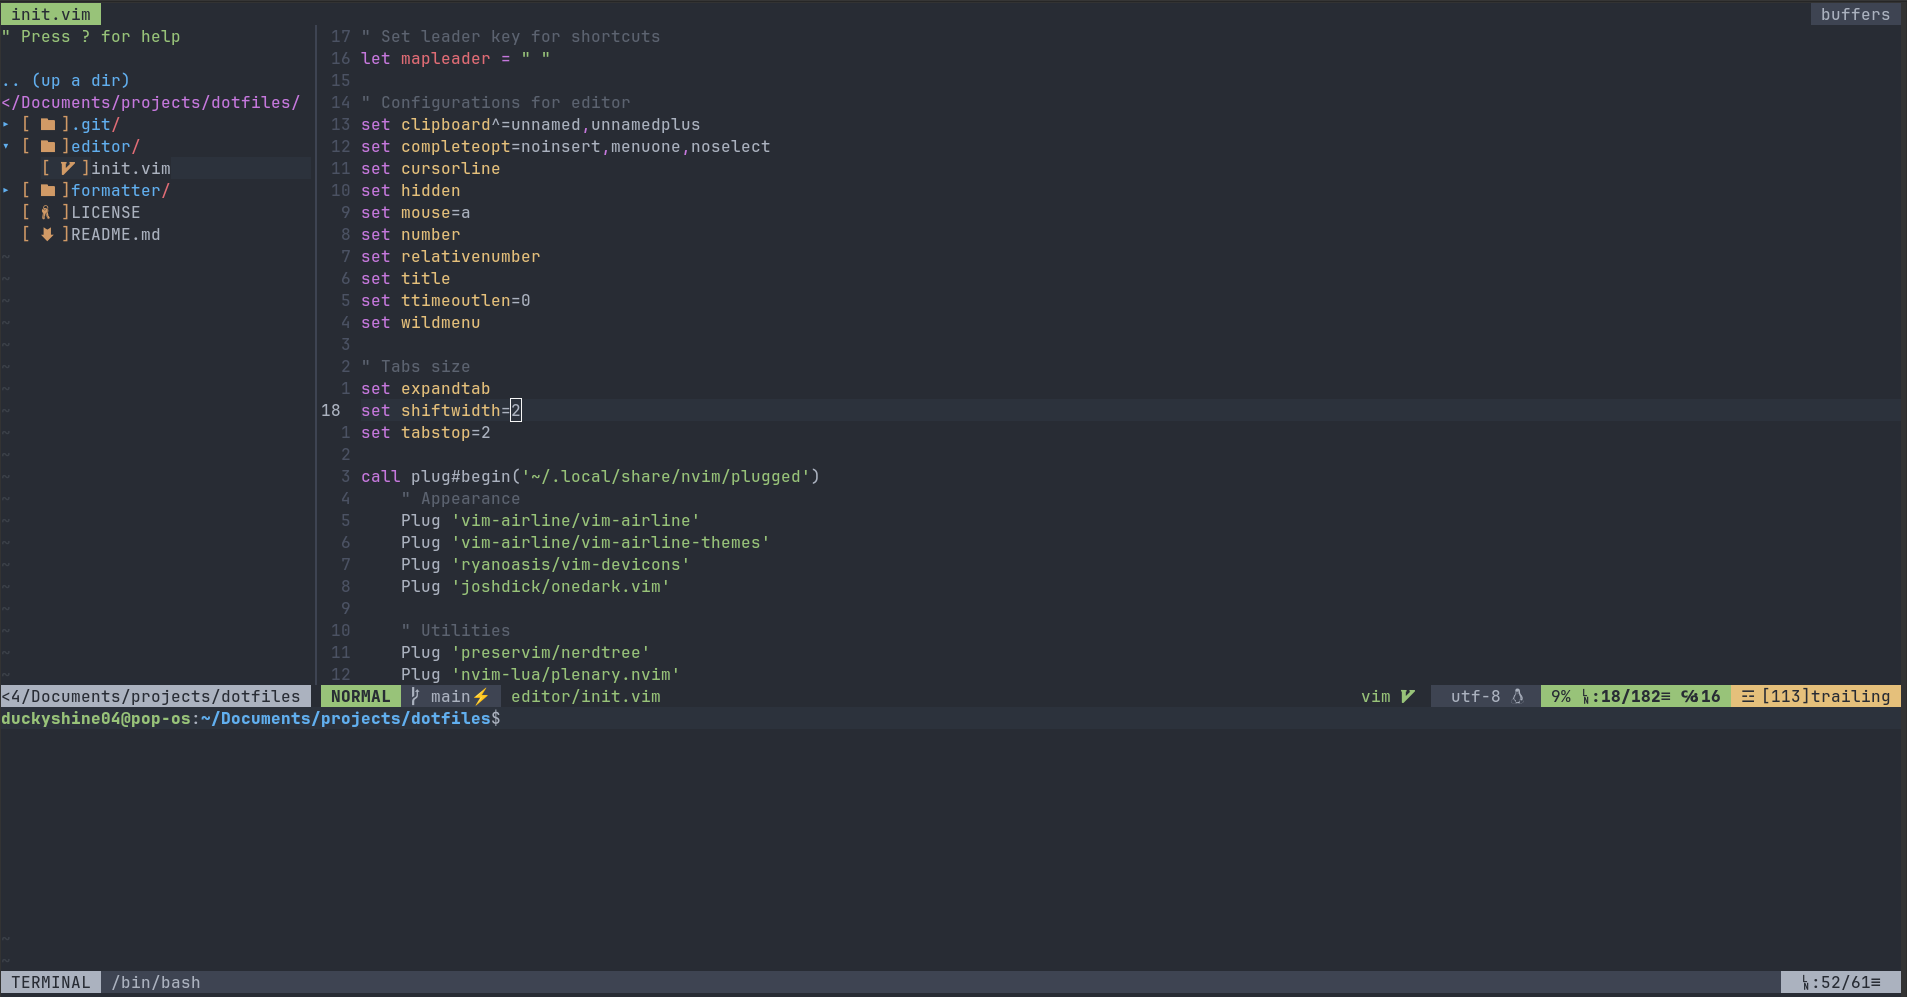 init.vim
buffers
" Press ? for help
.. (up a dir)
</Documents/projects/dotfiles/
▸ [ ].git/
▾ [ ]editor/
[ ]init.vim
▸ [ ]formatter/
[ ]LICENSE
[ ]README.md
17 " Set leader key for shortcuts
16 let mapleader = " "
15
14 " Configurations for editor
13 set clipboard^=unnamed,unnamedplus
12 set completeopt=noinsert,menuone,noselect
11 set cursorline
10 set hidden
9 set mouse=a
8 set number
7 set relativenumber
6 set title
5 set ttimeoutlen=0
4 set wildmenu
3
2 " Tabs size
1 set expandtab
18 set shiftwidth=2
1 set tabstop=2
2
3 call plug#begin('~/.local/share/nvim/plugged')
4 " Appearance
5 Plug 'vim-airline/vim-airline'
6 Plug 'vim-airline/vim-airline-themes'
7 Plug 'ryanoasis/vim-devicons'
8 Plug 'joshdick/onedark.vim'
9
10 " Utilities
11 Plug 'preservim/nerdtree'
12 Plug 'nvim-lua/plenary.nvim'
<4/Documents/projects/dotfiles
NORMAL main⚡ editor/init.vim vim utf-8 9% ␤:18/182≡ ℅16 ☲ [113]trailing
duckyshine04@pop-os:~/Documents/projects/dotfiles$
TERMINAL /bin/bash ␤:52/61≡